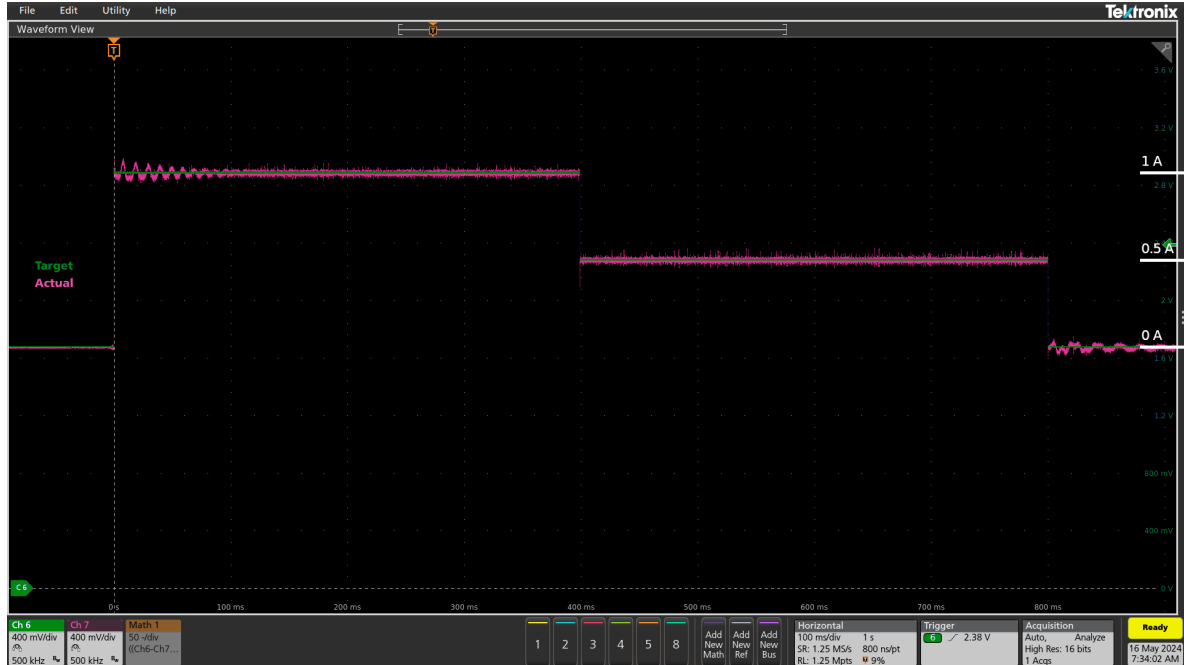 File Edit Utility Help
Tektronix
Waveform View
T
T
3.6 V
3.2 V
1 A
2.8 V
0.5 A
Target
Actual
2 V
0 A
1.6 V
1.2 V
800 mV
400 mV
C 6
0 V
0 s 100 ms 200 ms 300 ms 400 ms 500 ms 600 ms 700 ms 800 ms
Ch 6
400 mV/div
500 kHz Bw
Ch 7
400 mV/div
500 kHz Bw
Math 1
50 -/div
((Ch6-Ch7...
1 2 3 4 5 8
Add New Math
Add New Ref
Add New Bus
Horizontal
100 ms/div 1 s
SR: 1.25 MS/s 800 ns/pt
RL: 1.25 Mpts 9%
Trigger
6 2.38 V
Acquisition
Auto, Analyze
High Res: 16 bits
1 Acqs
Ready
16 May 2024
7:34:02 AM